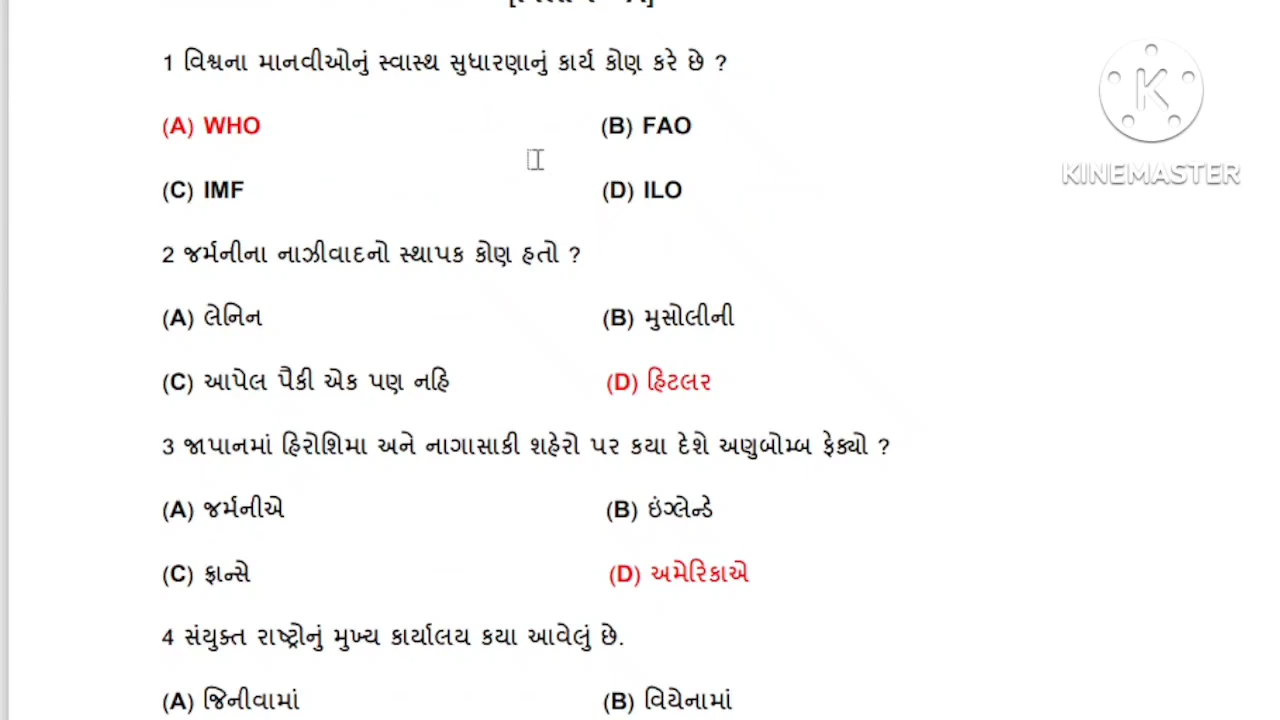 1 વિશ્વના માનવીઓનું સ્વાસ્થ સુધારણાનું કાર્ય કોણ કરે છે ?
(A) WHO (B) FAO
(C) IMF (D) ILO
2 જર્મનીના નાઝીવાદનો સ્થાપક કોણ હતો ?
(A) લેનિન (B) મુસોલીની
(C) આપેલ પૈકી એક પણ નહિ (D) હિટલર
3 જાપાનમાં હિરોશિમા અને નાગાસાકી શહેરો પર કયા દેશે અણુબોમ્બ ફેક્યો ?
(A) જર્મનીએ (B) ઇંગ્લેન્ડે
(C) ફ્રાન્સે (D) અમેરિકાએ
4 સંયુક્ત રાષ્ટ્રોનું મુખ્ય કાર્યાલય કયા આવેલું છે.
(A) જિનીવામાં (B) વિયેનામાં
K
KINEMASTER